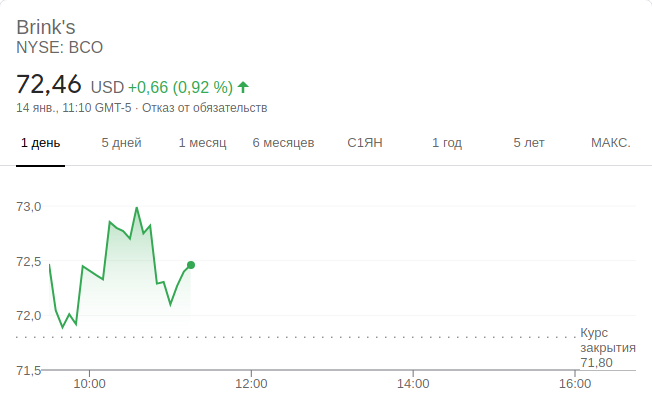 Brink's
NYSE: BCO
72,46 USD +0,66 (0,92 %)
14 янв., 11:10 GMT-5 · Отказ от обязательств
1 день 5 дней 1 месяц 6 месяцев С1ЯН 1 год 5 лет МАКС.
73,0
72,5
72,0
71,5
Курс
закрытия
71,80
10:00 12:00 14:00 16:00